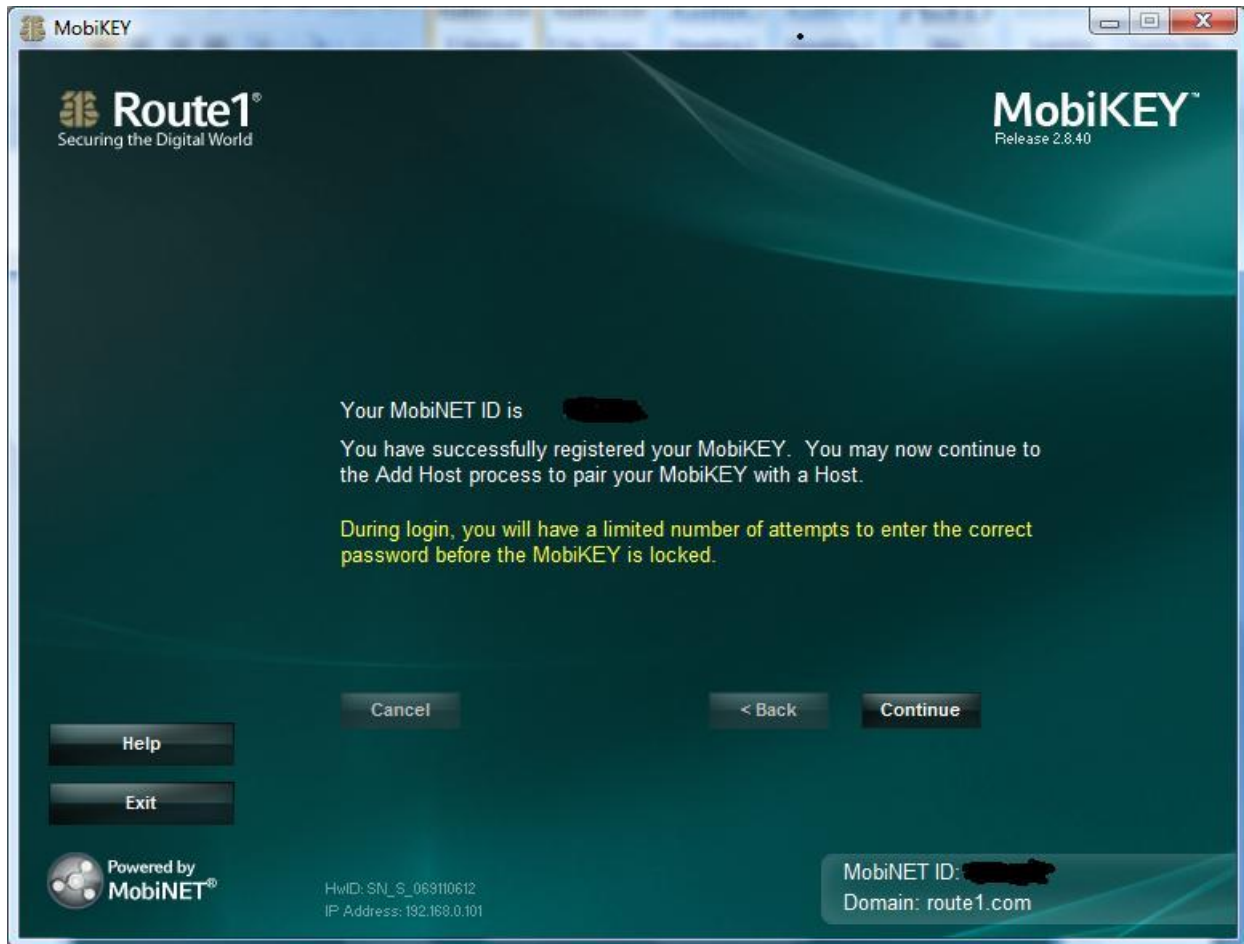 MobiKEY
Route1®
Securing the Digital World
MobiKEY™
Release 2.8.40
Your MobiNET ID is
You have successfully registered your MobiKEY. You may now continue to
the Add Host process to pair your MobiKEY with a Host.
During login, you will have a limited number of attempts to enter the correct
password before the MobiKEY is locked.
Cancel
< Back
Continue
Help
Exit
Powered by
MobiNET®
HwID: SN_S_069110612
IP Address: 192.168.0.101
MobiNET ID:
Domain: route1.com